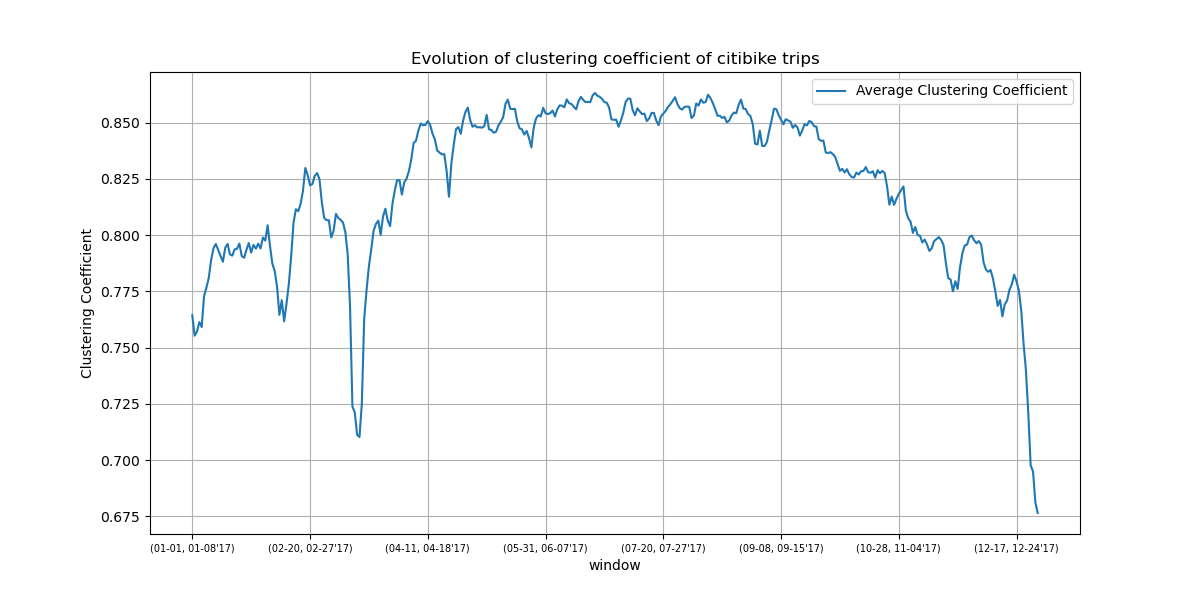 Evolution of clustering coefficient of citibike trips
Average Clustering Coefficient
Clustering Coefficient
0.850
0.825
0.800
0.775
0.750
0.725
0.700
0.675
(01-01, 01-08'17) (02-20, 02-27'17) (04-11, 04-18'17) (05-31, 06-07'17) (07-20, 07-27'17) (09-08, 09-15'17) (10-28, 11-04'17) (12-17, 12-24'17)
window